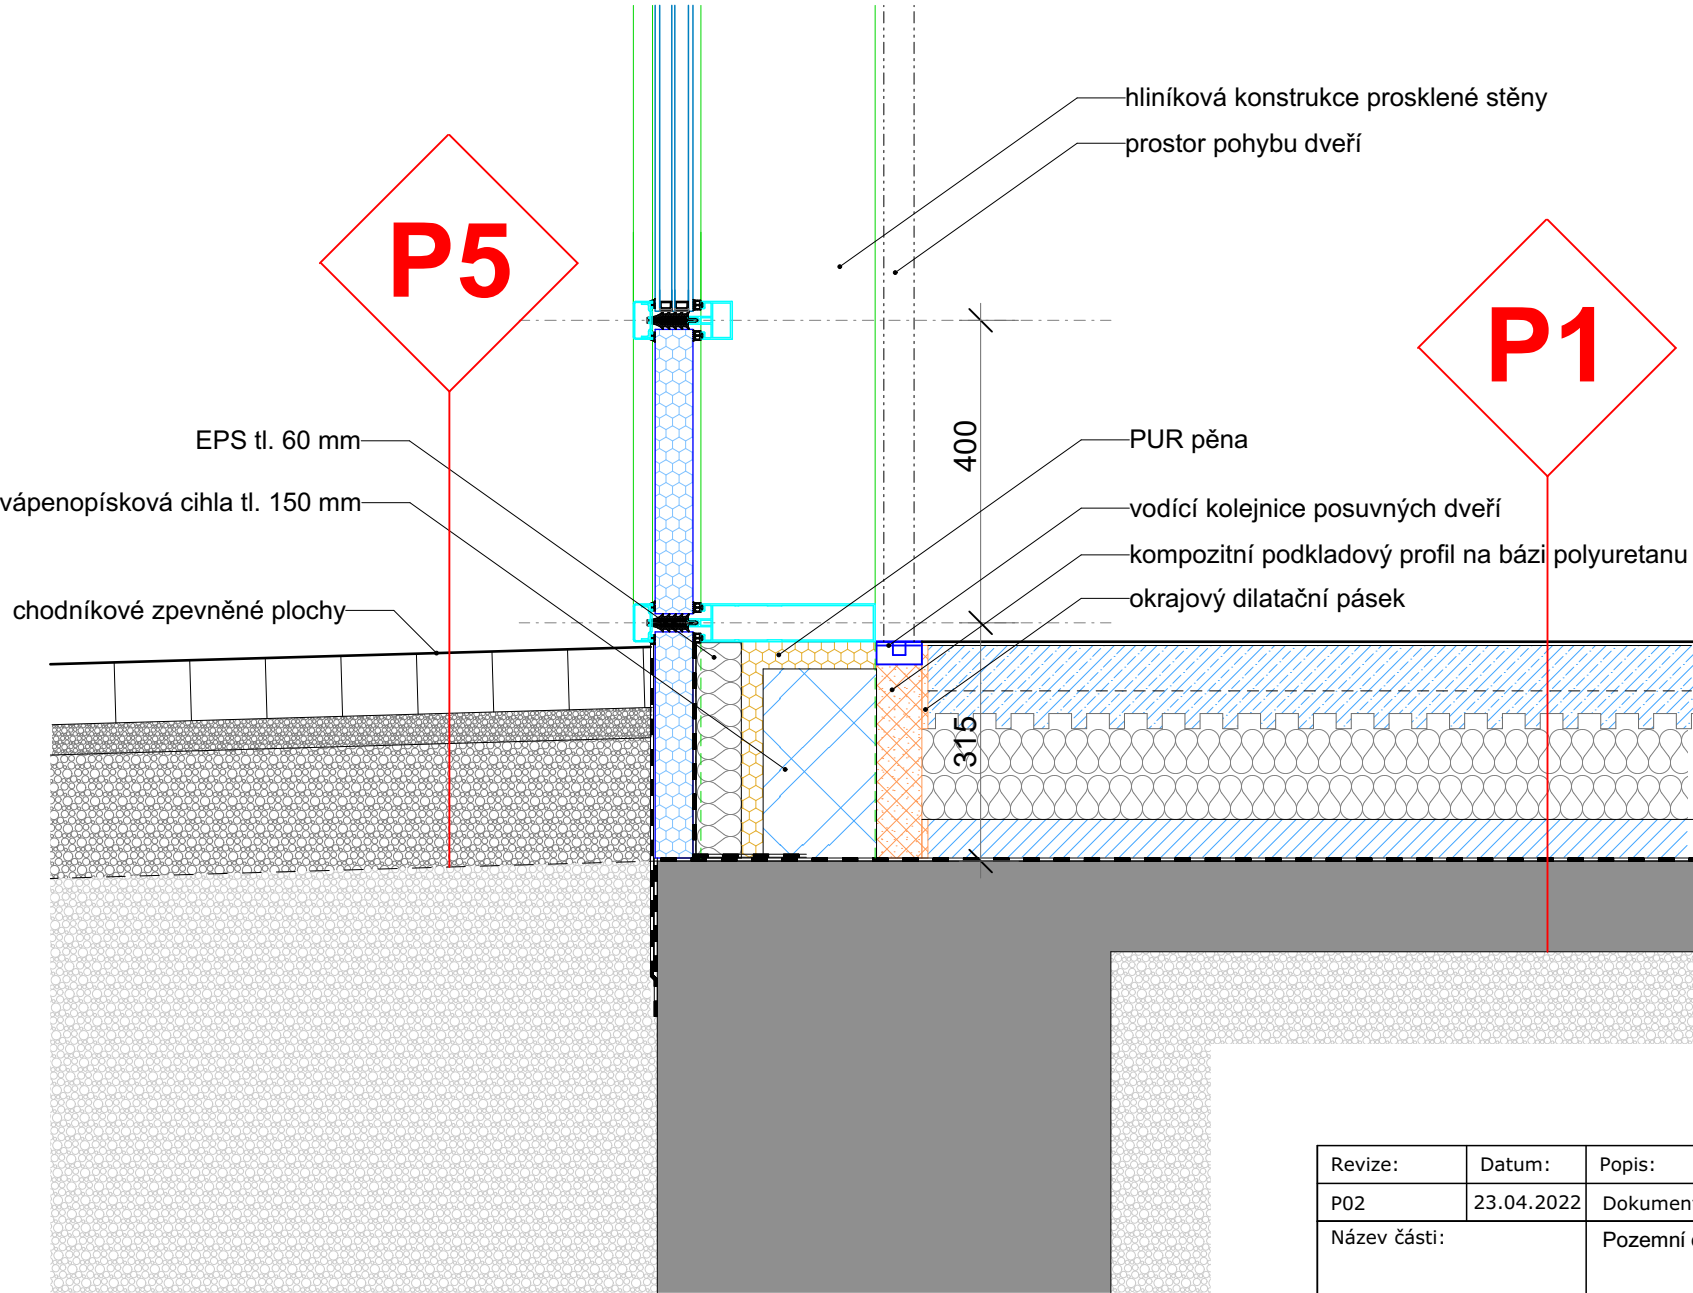 hliníková konstrukce prosklené stěny
prostor pohybu dveří
P5
P1
400
EPS tl. 60 mm
PUR pěna
vápenopísková cihla tl. 150 mm
vodící kolejnice posuvných dveří
kompozitní podkladový profil na bázi polyuretanu
chodníkové zpevněné plochy
okrajový dilatační pásek
315
Revize: Datum: Popis:
P02 23.04.2022 Dokumen
Název části: Pozemní